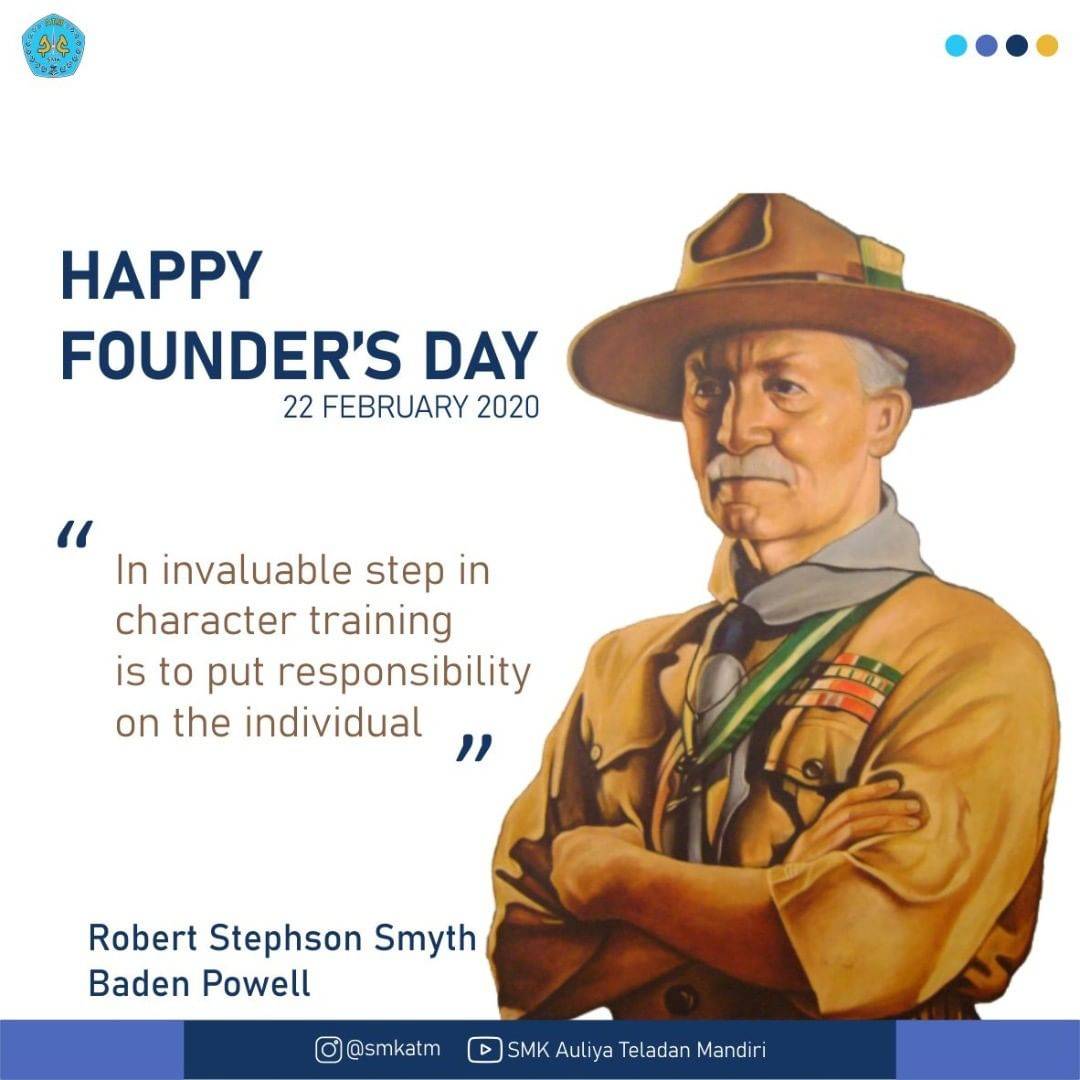 HAPPY
FOUNDER'S DAY
22 FEBRUARY 2020
“
In invaluable step in
character training
is to put responsibility
on the individual
”
Robert Stephson Smyth
Baden Powell
@smkatm
SMK Auliya Teladan Mandiri